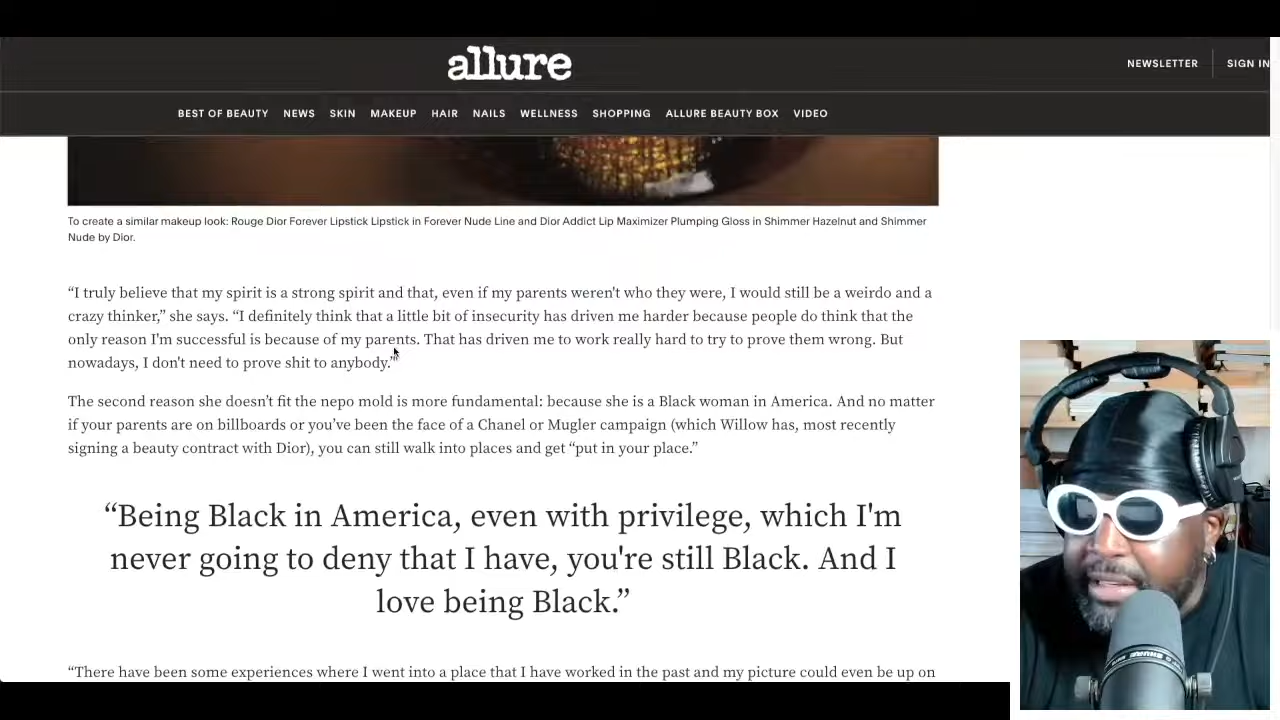 allure
NEWSLETTER
SIGN IN
BEST OF BEAUTY NEWS SKIN MAKEUP HAIR NAILS WELLNESS SHOPPING ALLURE BEAUTY BOX VIDEO
To create a similar makeup look: Rouge Dior Forever Lipstick Lipstick in Forever Nude Line and Dior Addict Lip Maximizer Plumping Gloss in Shimmer Hazelnut and Shimmer
Nude by Dior.
“I truly believe that my spirit is a strong spirit and that, even if my parents weren't who they were, I would still be a weirdo and a
crazy thinker,” she says. “I definitely think that a little bit of insecurity has driven me harder because people do think that the
only reason I'm successful is because of my parents. That has driven me to work really hard to try to prove them wrong. But
nowadays, I don't need to prove shit to anybody.”
The second reason she doesn’t fit the nepo mold is more fundamental: because she is a Black woman in America. And no matter
if your parents are on billboards or you’ve been the face of a Chanel or Mugler campaign (which Willow has, most recently
signing a beauty contract with Dior), you can still walk into places and get “put in your place.”
“Being Black in America, even with privilege, which I'm
never going to deny that I have, you're still Black. And I
love being Black.”
“There have been some experiences where I went into a place that I have worked in the past and my picture could even be up on